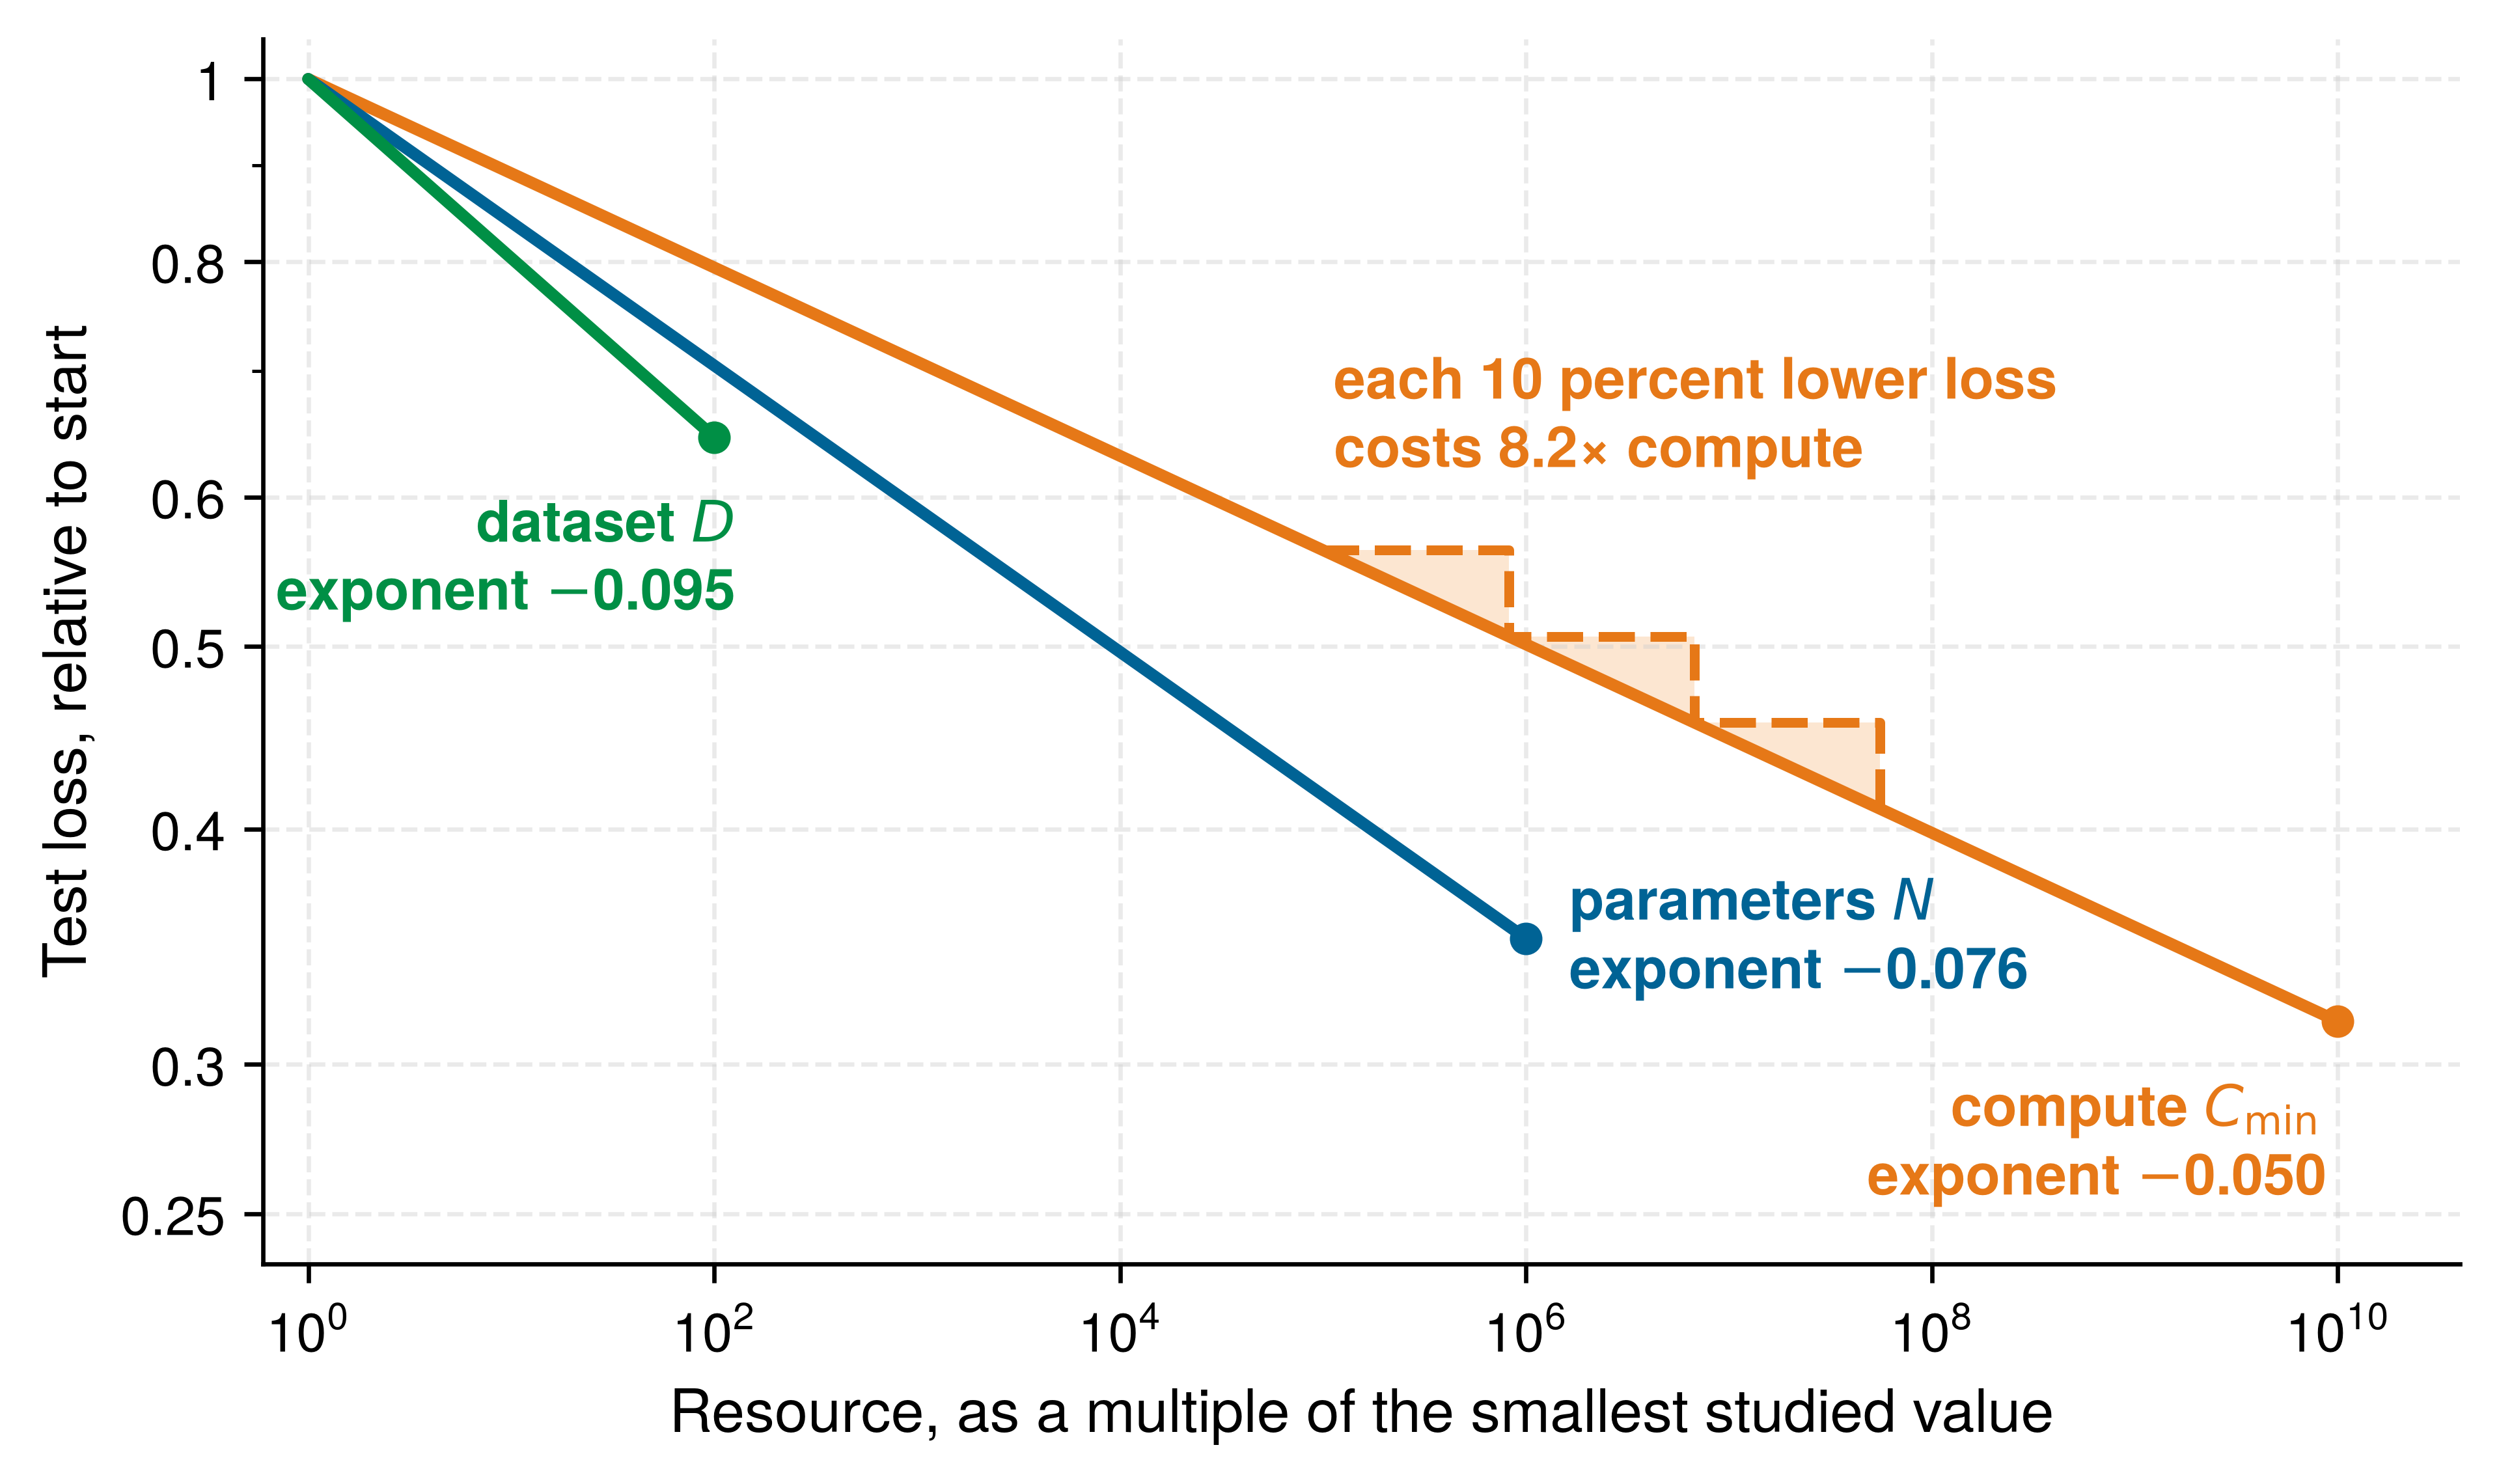 Test loss, relative to start
1
0.8
0.6
0.5
0.4
0.3
0.25
each 10 percent lower loss
costs 8.2× compute
dataset D
exponent −0.095
parameters N
exponent −0.076
compute C_min
exponent −0.050
10^0
10^2
10^4
10^6
10^8
10^10
Resource, as a multiple of the smallest studied value